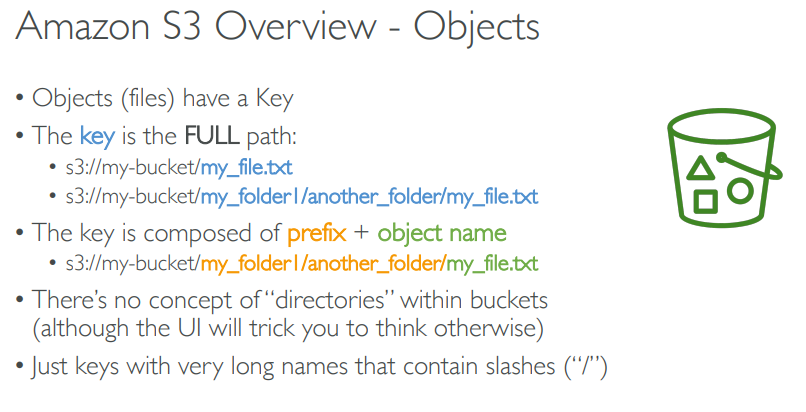 Amazon S3 Overview - Objects
• Objects (files) have a Key
• The key is the FULL path:
• s3://my-bucket/my_file.txt
• s3://my-bucket/my_folder1/another_folder/my_file.txt
• The key is composed of prefix + object name
• s3://my-bucket/my_folder1/another_folder/my_file.txt
• There’s no concept of “directories” within buckets
(although the UI will trick you to think otherwise)
• Just keys with very long names that contain slashes (“/”)